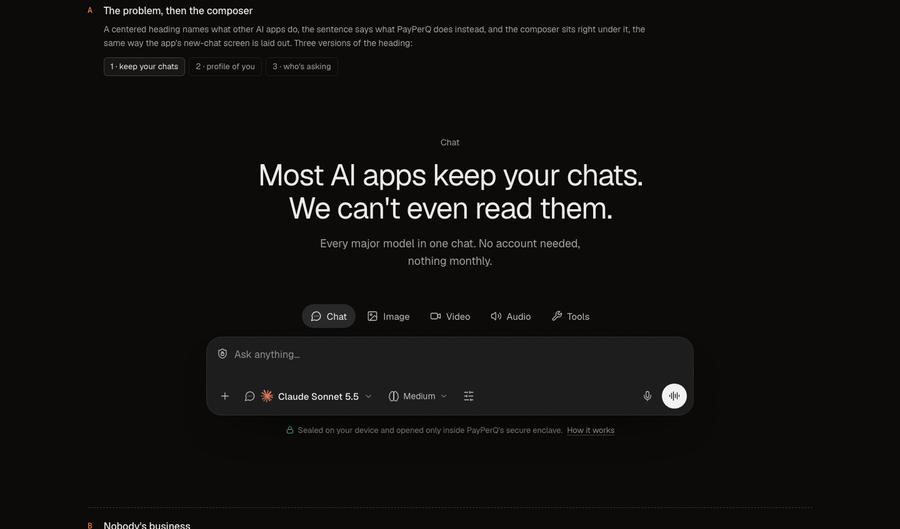 A The problem, then the composer
A centered heading names what other AI apps do, the sentence says what PayPerQ does instead, and the composer sits right under it, the
same way the app's new-chat screen is laid out. Three versions of the heading:
1 · keep your chats 2 · profile of you 3 · who's asking
Chat
Most AI apps keep your chats.
We can't even read them.
Every major model in one chat. No account needed,
nothing monthly.
Chat Image Video Audio Tools
Ask anything...
Claude Sonnet 5.5 Medium
Sealed on your device and opened only inside PayPerQ's secure enclave. How it works
B Nobody's business